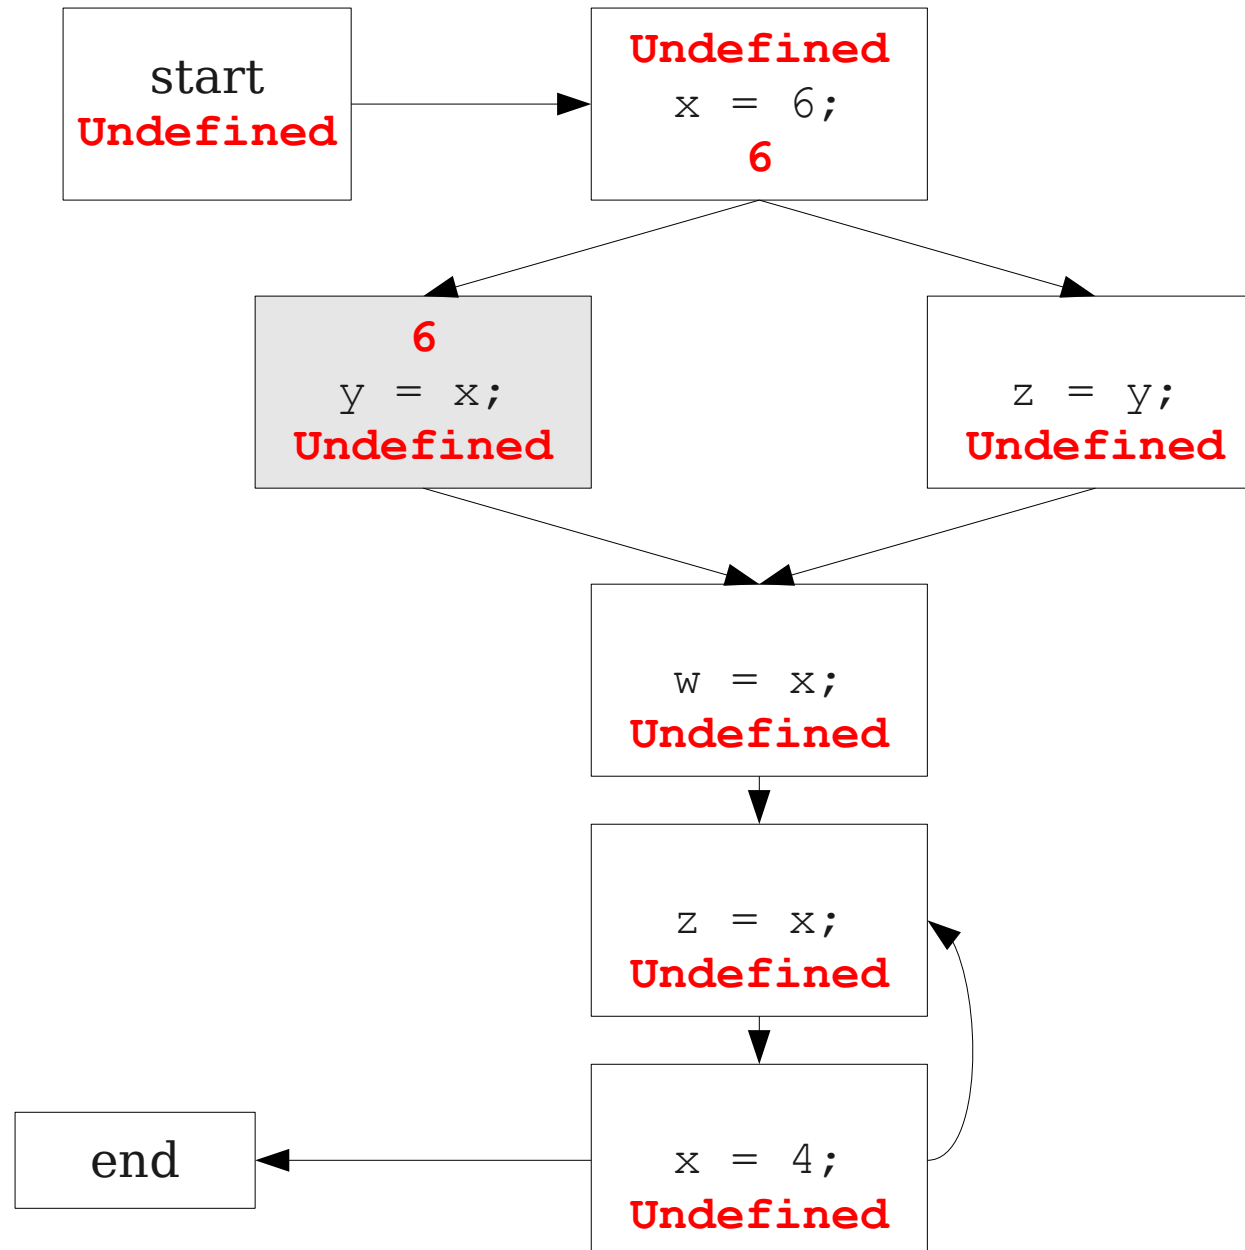 start
Undefined
Undefined
x = 6;
6
6
y = x;
Undefined
z = y;
Undefined
w = x;
Undefined
z = x;
Undefined
x = 4;
Undefined
end